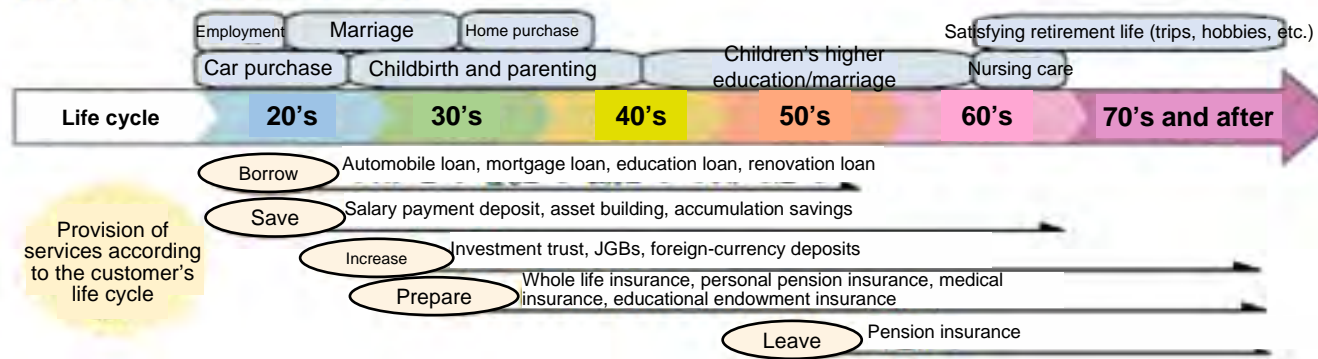 Employment
Marriage
Home purchase
Satisfying retirement life (trips, hobbies, etc.)
Car purchase
Childbirth and parenting
Children's higher
education/marriage
Nursing care
Life cycle
20's
30's
40's
50's
60's
70's and after
Provision of
services according
to the customer's
life cycle
Borrow
Automobile loan, mortgage loan, education loan, renovation loan
Save
Salary payment deposit, asset building, accumulation savings
Increase
Investment trust, JGBs, foreign-currency deposits
Prepare
Whole life insurance, personal pension insurance, medical
insurance, educational endowment insurance
Leave
Pension insurance